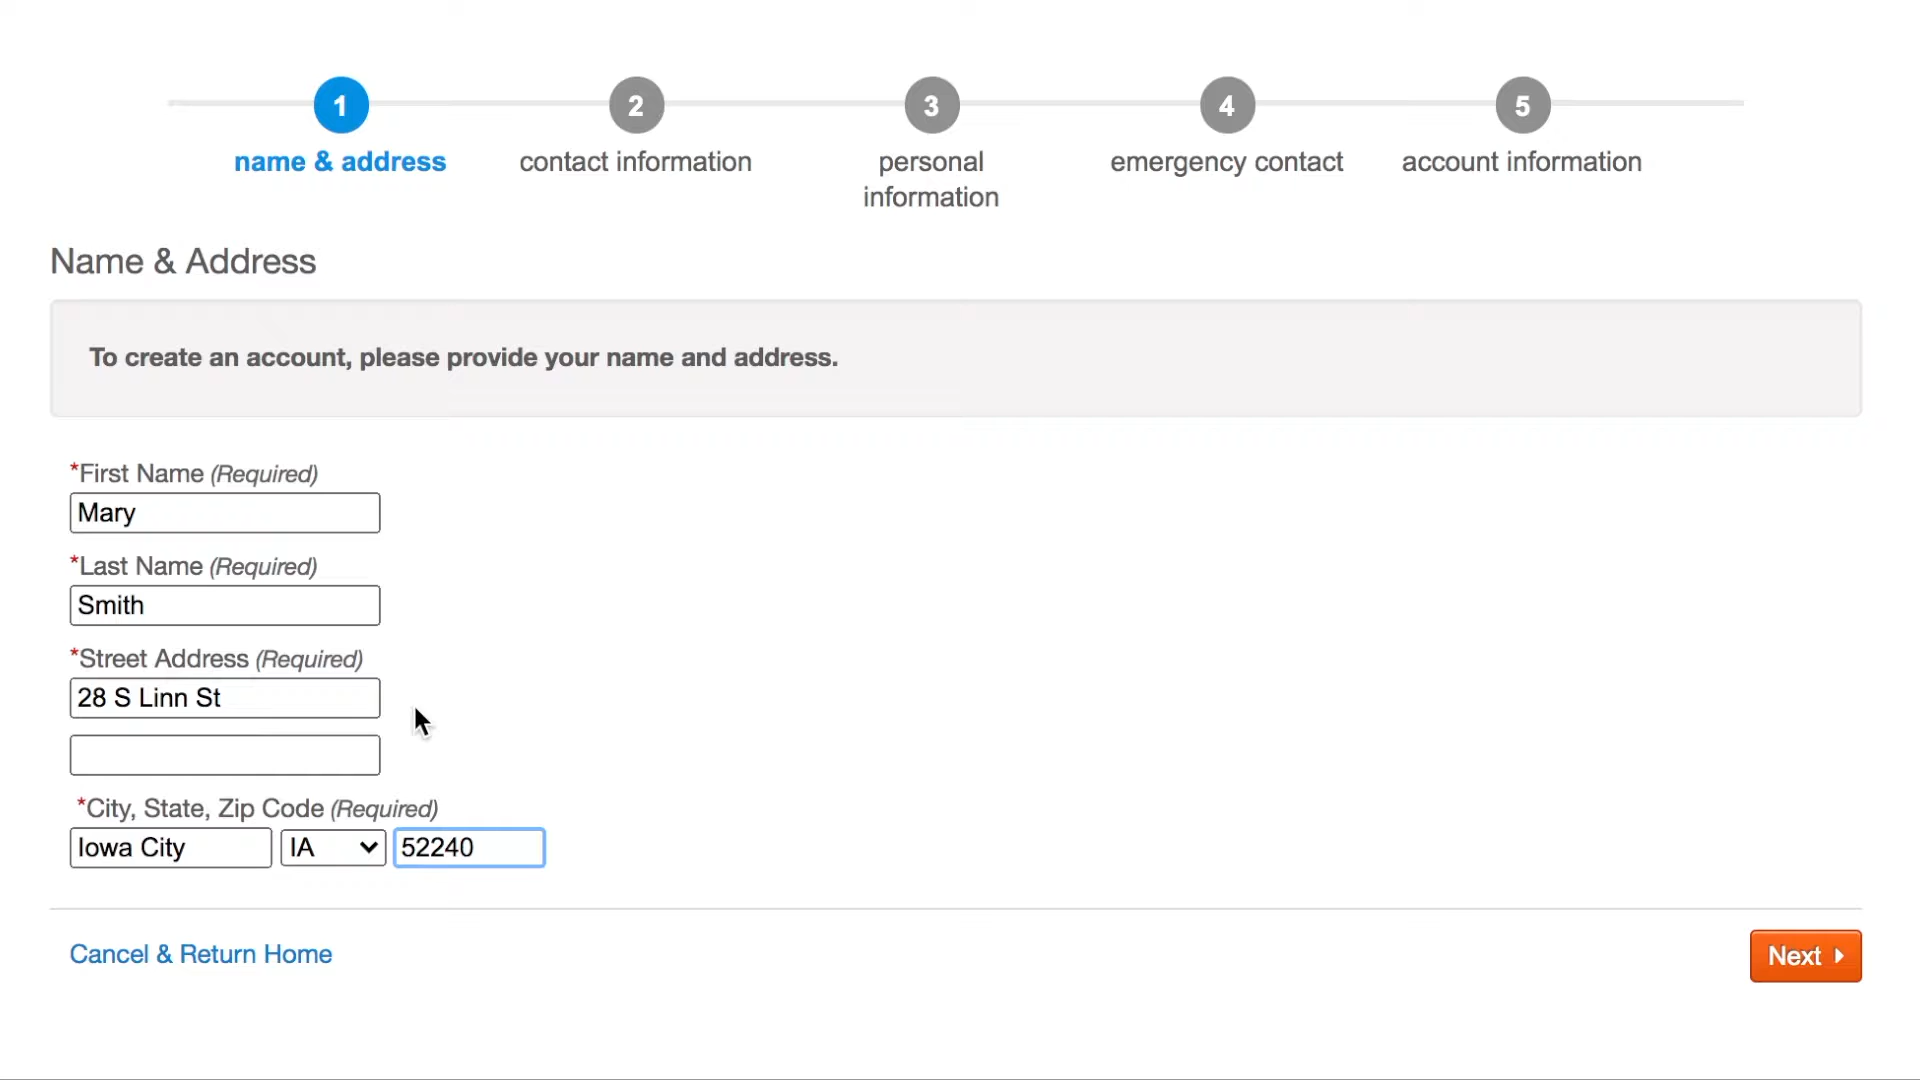 1 2 3 4 5
name & address contact information personal information emergency contact account information
Name & Address
To create an account, please provide your name and address.
*First Name (Required)
Mary
*Last Name (Required)
Smith
*Street Address (Required)
28 S Linn St
*City, State, Zip Code (Required)
Iowa City IA 52240
Cancel & Return Home Next